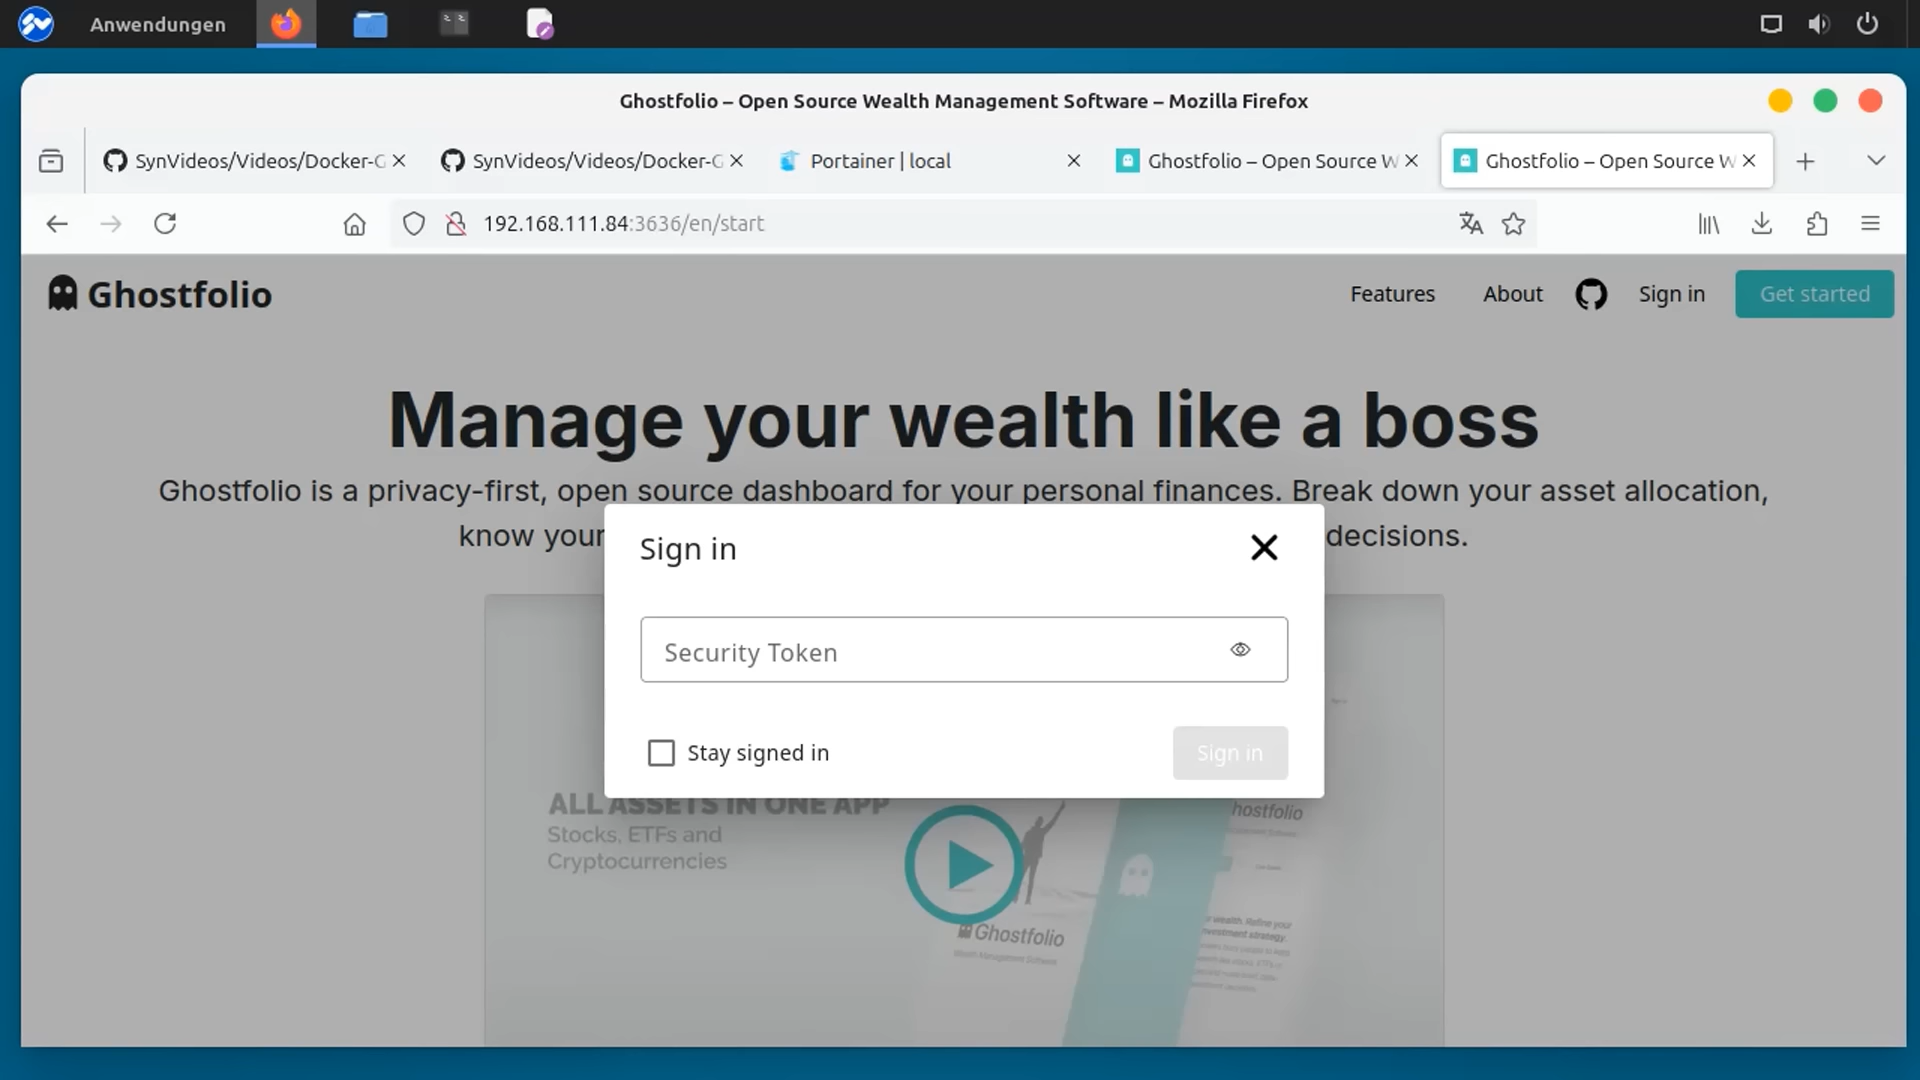 Anwendungen
Ghostfolio – Open Source Wealth Management Software – Mozilla Firefox
SynVideos/Videos/Docker-G
SynVideos/Videos/Docker-G
Portainer | local
Ghostfolio – Open Source W
Ghostfolio – Open Source W
192.168.111.84:3636/en/start
Ghostfolio
Features
About
Sign in
Get started
Manage your wealth like a boss
Ghostfolio is a privacy-first, open source dashboard for your personal finances. Break down your asset allocation,
know your decisions.
Sign in
Security Token
Stay signed in
Sign in
ALL ASSETS IN ONE APP
Stocks, ETFs and
Cryptocurrencies
hostfolio
Ghostfolio
Wealth Management Software